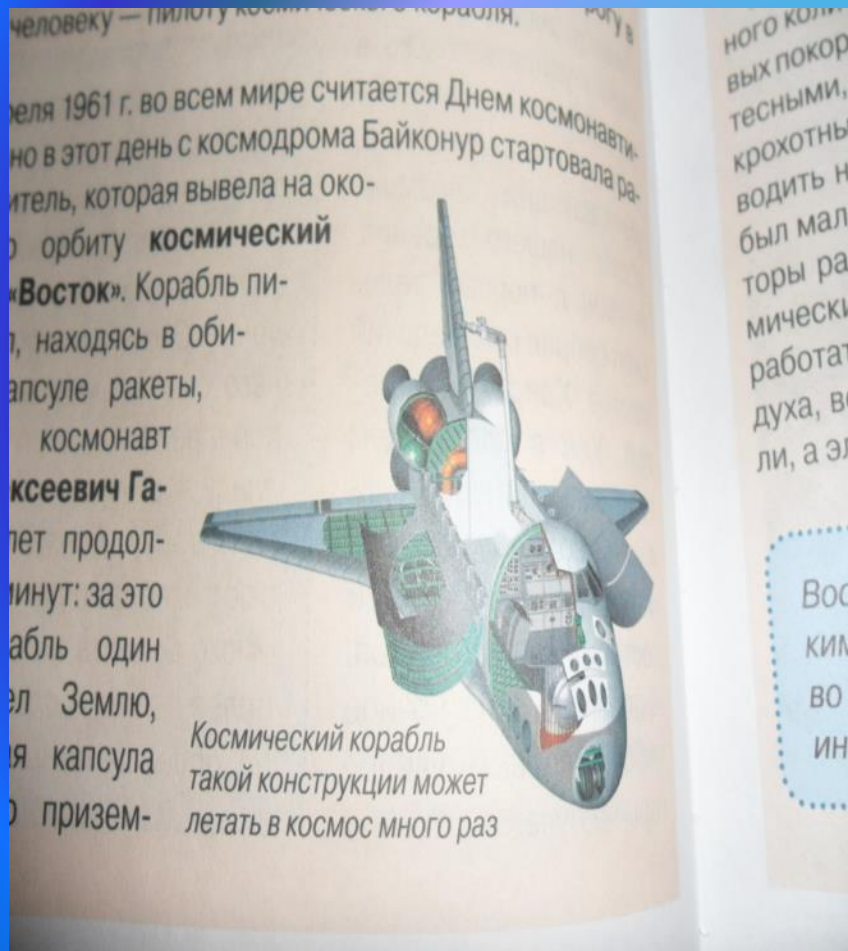 человеку — пилоту космического корабля.
рогу в
реля 1961 г. во всем мире считается Днем космонавти-
но в этот день с космодрома Байконур стартовала ра-
итель, которая вывела на око-
орбиту космический
«Восток». Корабль пи-
л, находясь в оби-
апсуле ракеты,
космонавт
ксеевич Га-
лет продол-
минут: за это
абль один
ел Землю,
я капсула
о призем-
Космический корабль
такой конструкции может
летать в космос много раз
ного коли
вых покор
тесными,
крохотны
водить н
был мал
торы ра
мически
работат
духа, в
ли, а эл
Вос
ким
во
ин